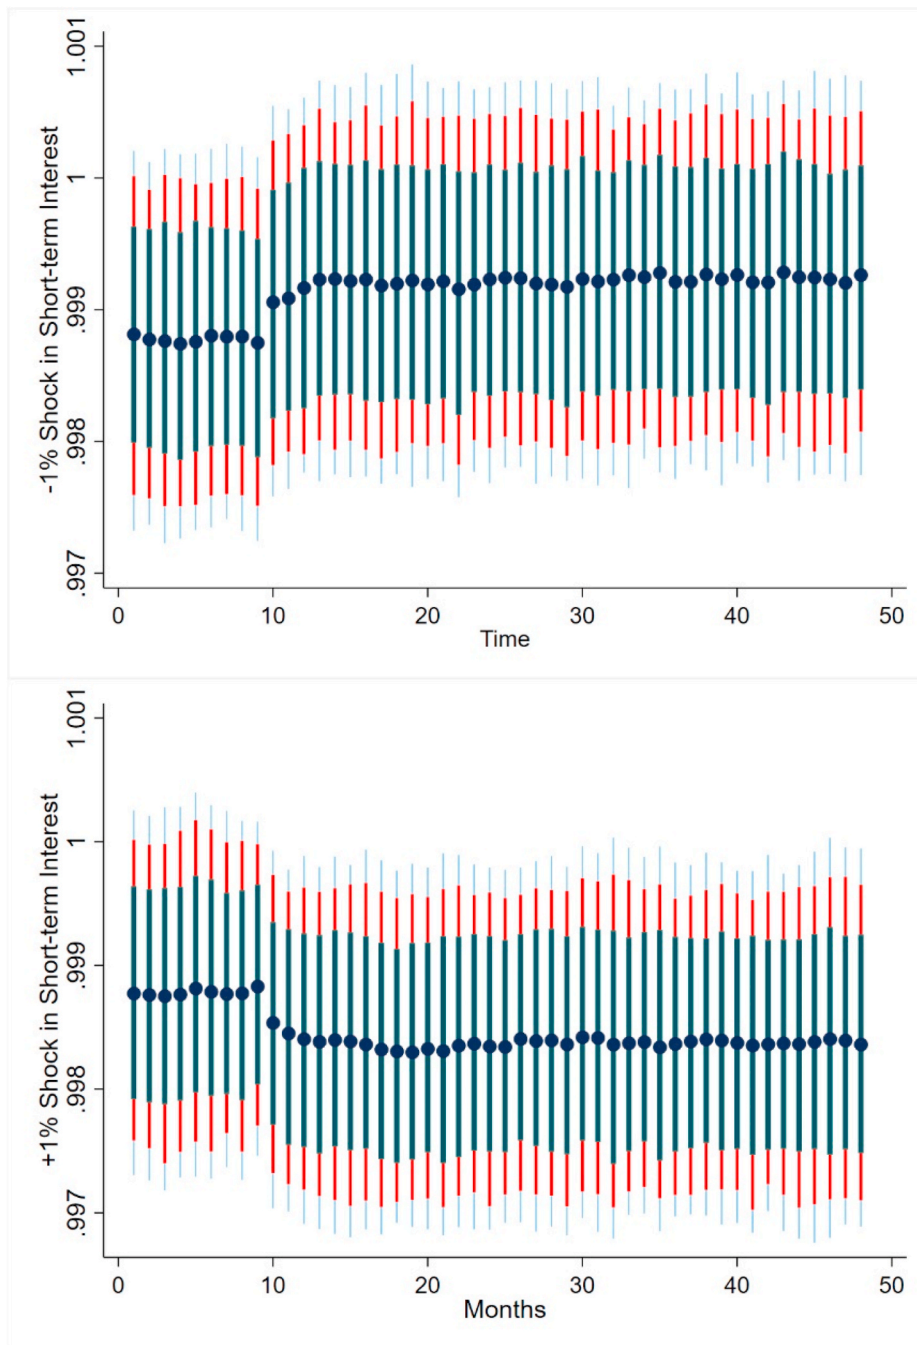 -1% Shock in Short-term Interest
1.001
1
.999
.998
.997
0 10 20 30 40 50
Time
+1% Shock in Short-term Interest
1.001
1
.999
.998
.997
0 10 20 30 40 50
Months